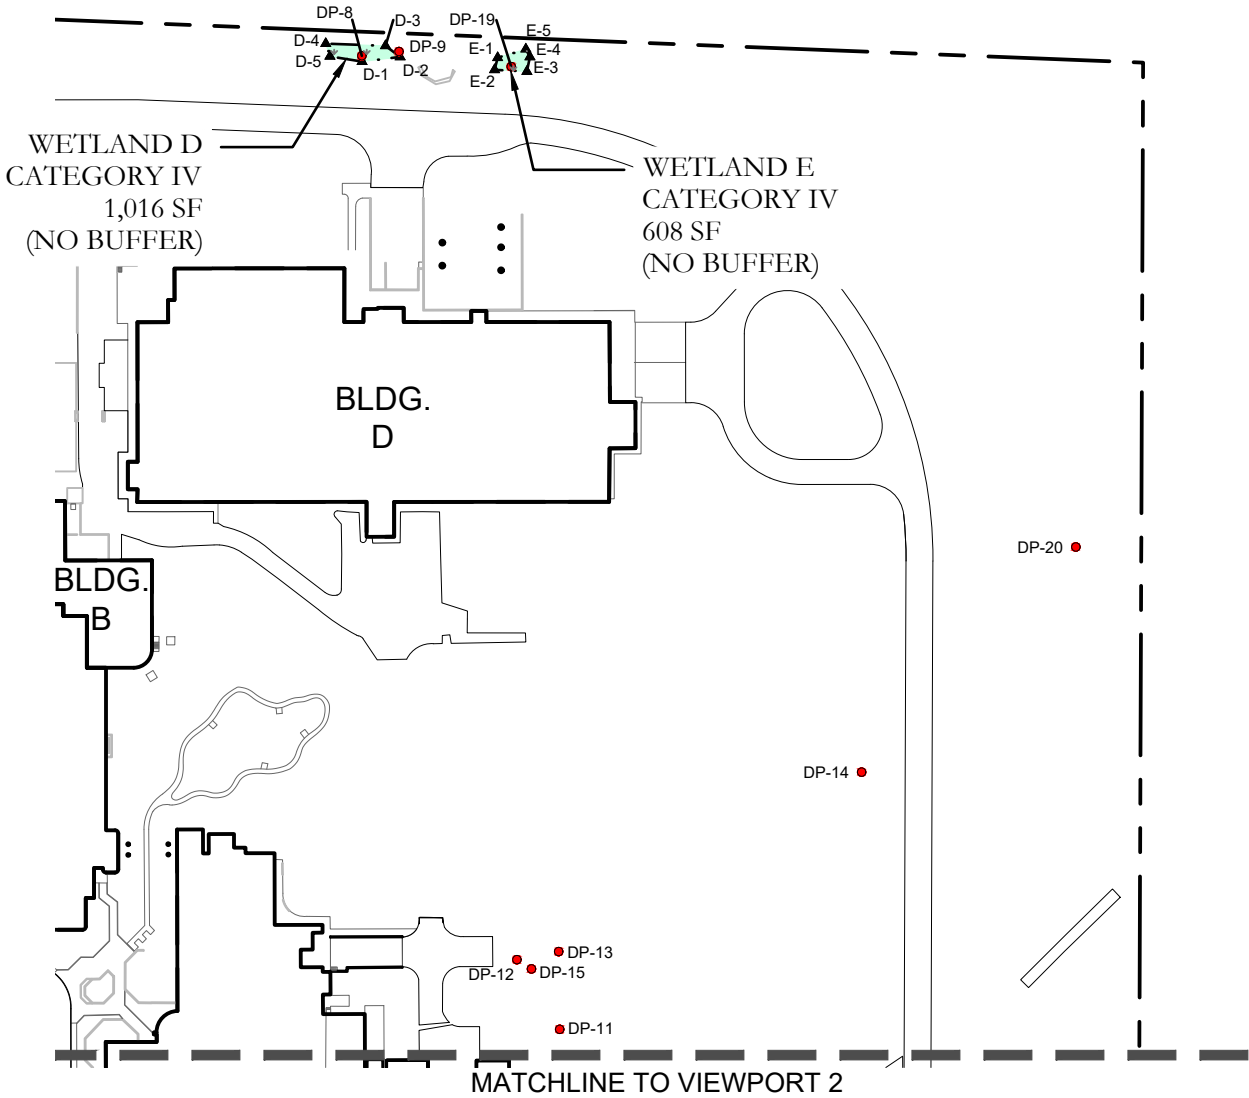 DP-8
D-3
DP-19
E-5
D-4
DP-9
E-1
E-4
D-5
D-1
D-2
E-2
E-3
WETLAND D
CATEGORY IV
1,016 SF
(NO BUFFER)
WETLAND E
CATEGORY IV
608 SF
(NO BUFFER)
BLDG.
D
DP-20
BLDG.
B
DP-14
DP-13
DP-12
DP-15
DP-11
MATCHLINE TO VIEWPORT 2